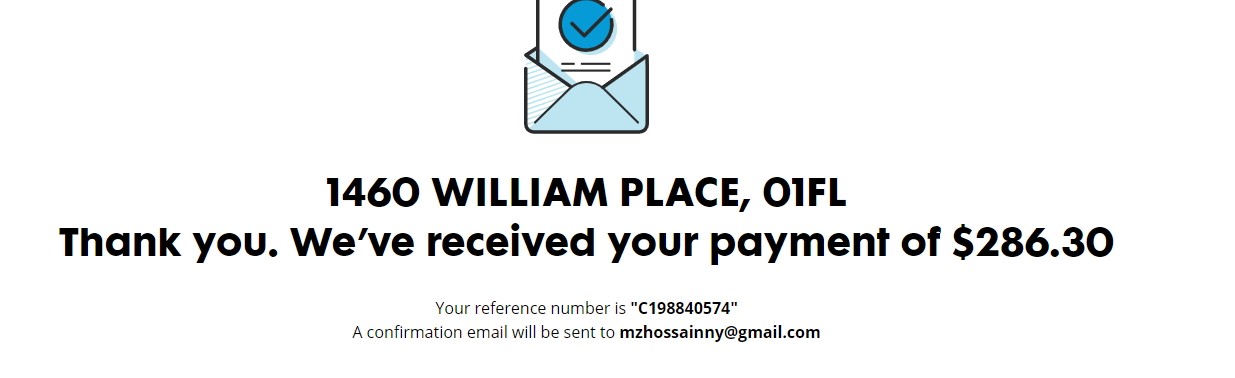 1460 WILLIAM PLACE, 01FL
Thank you. We've received your payment of $286.30
Your reference number is "C198840574"
A confirmation email will be sent to mzhossainny@gmail.com